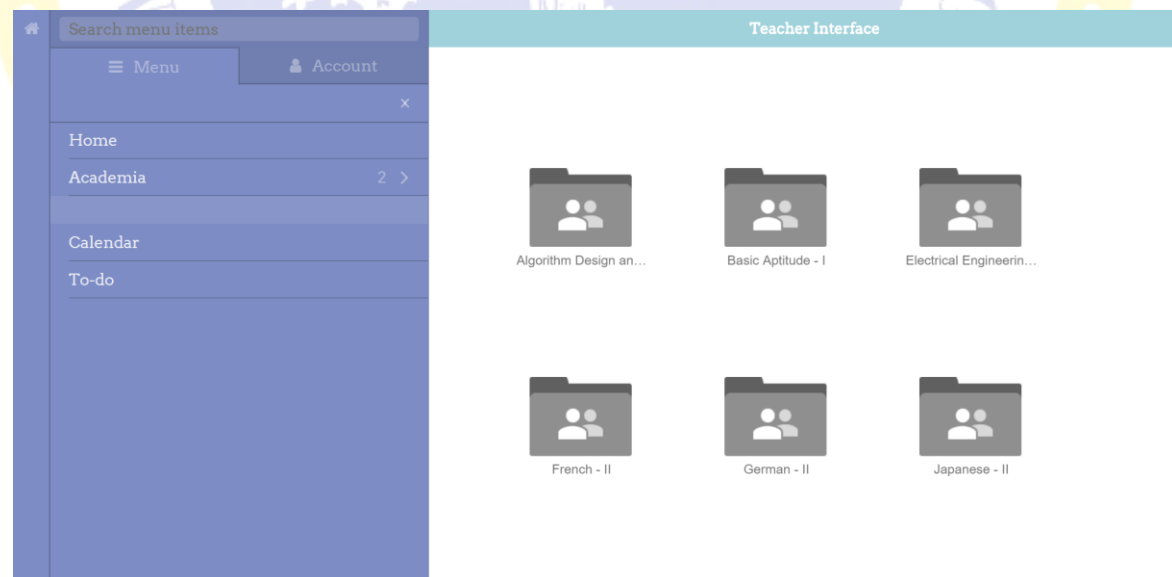 Search menu items
Teacher Interface
Menu
Account
x
Home
Academia 2 >
Calendar
To-do
Algorithm Design an...
Basic Aptitude - I
Electrical Engineerin...
French - II
German - II
Japanese - II